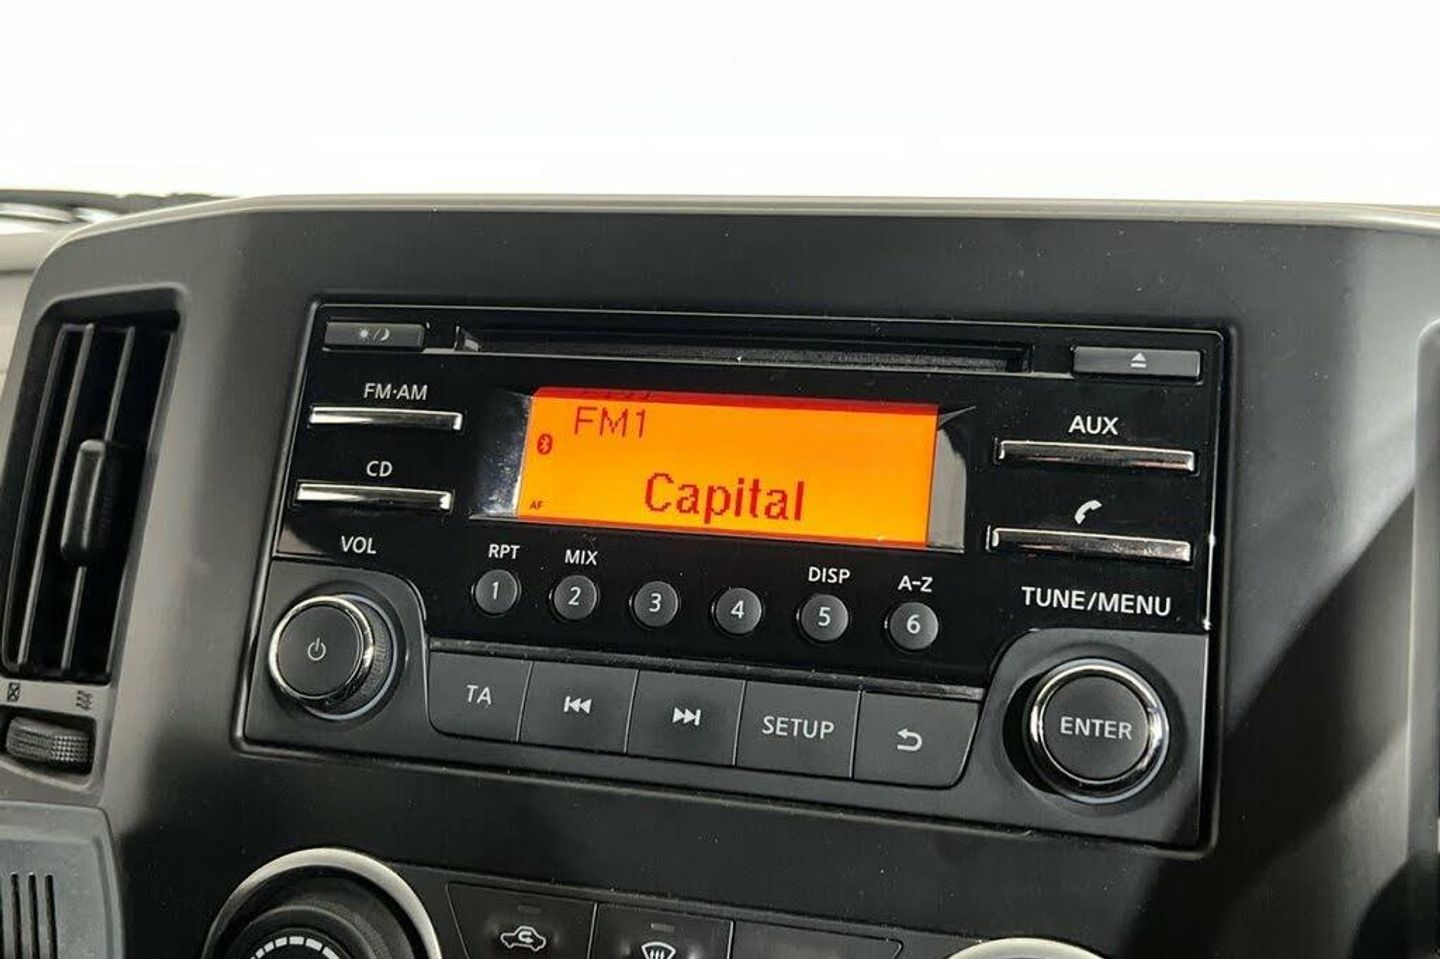 FM·AM
FM1
AUX
CD
AF
Capital
VOL
RPT
MIX
DISP
A-Z
TUNE/MENU
1
2
3
4
5
6
TA
SETUP
ENTER